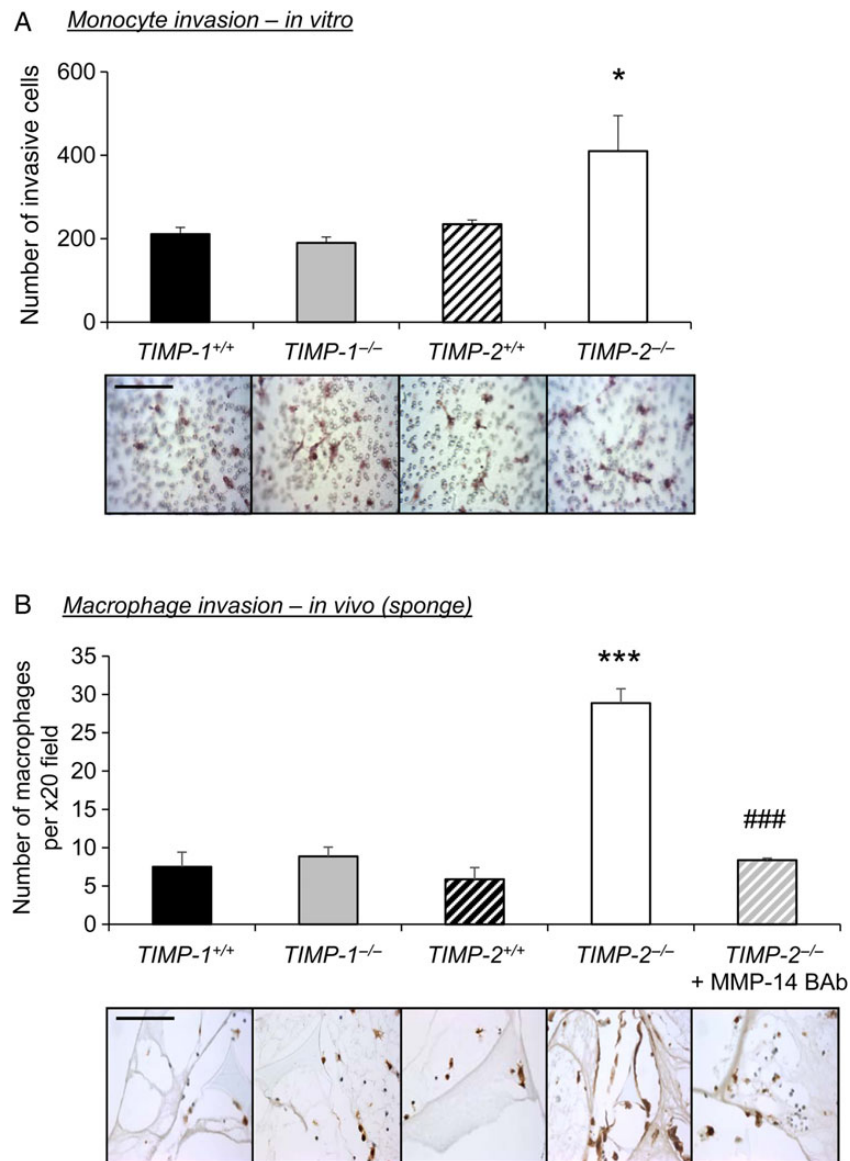 A Monocyte invasion – in vitro
Number of invasive cells
600
400
200
0
*
TIMP-1+/+ TIMP-1–/– TIMP-2+/+ TIMP-2–/–
B Macrophage invasion – in vivo (sponge)
Number of macrophages
per x20 field
35
30
25
20
15
10
5
0
***
###
TIMP-1+/+ TIMP-1–/– TIMP-2+/+ TIMP-2–/– TIMP-2–/–
+ MMP-14 BAb